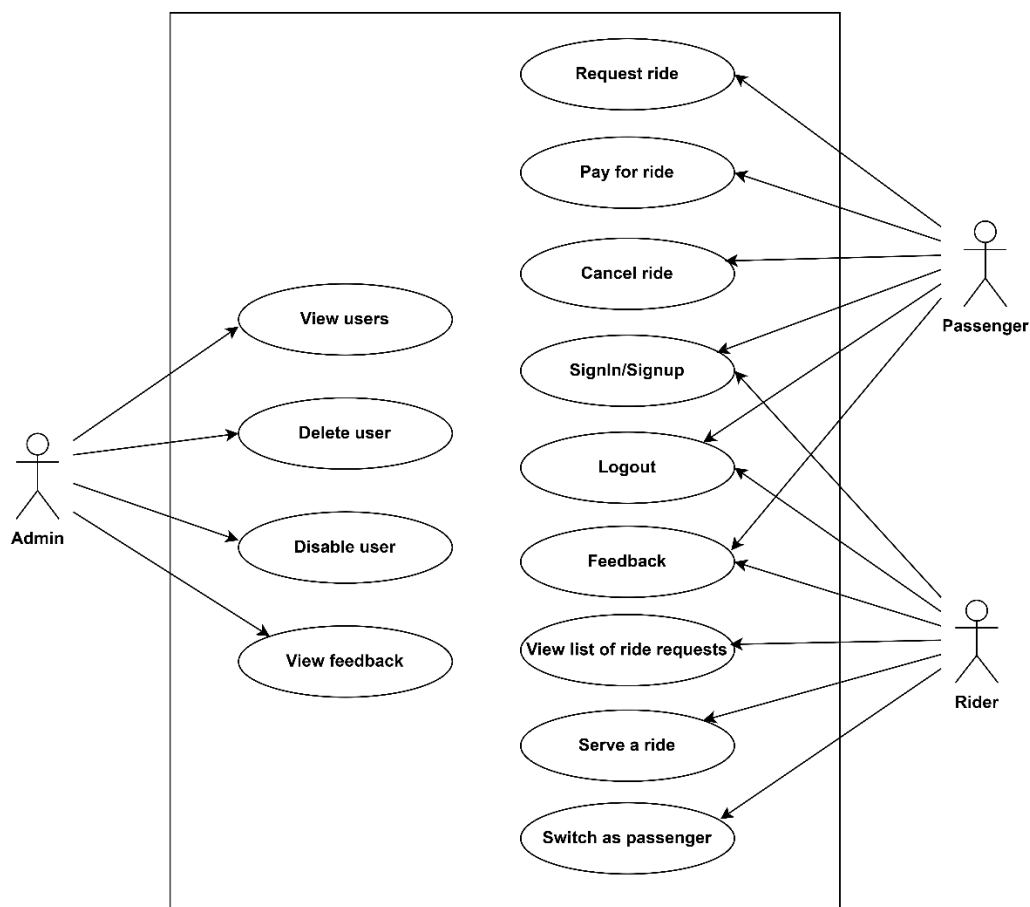 Request ride
Pay for ride
Cancel ride
Passenger
View users
SignIn/Signup
Delete user
Logout
Admin
Disable user
Feedback
View feedback
View list of ride requests
Rider
Serve a ride
Switch as passenger